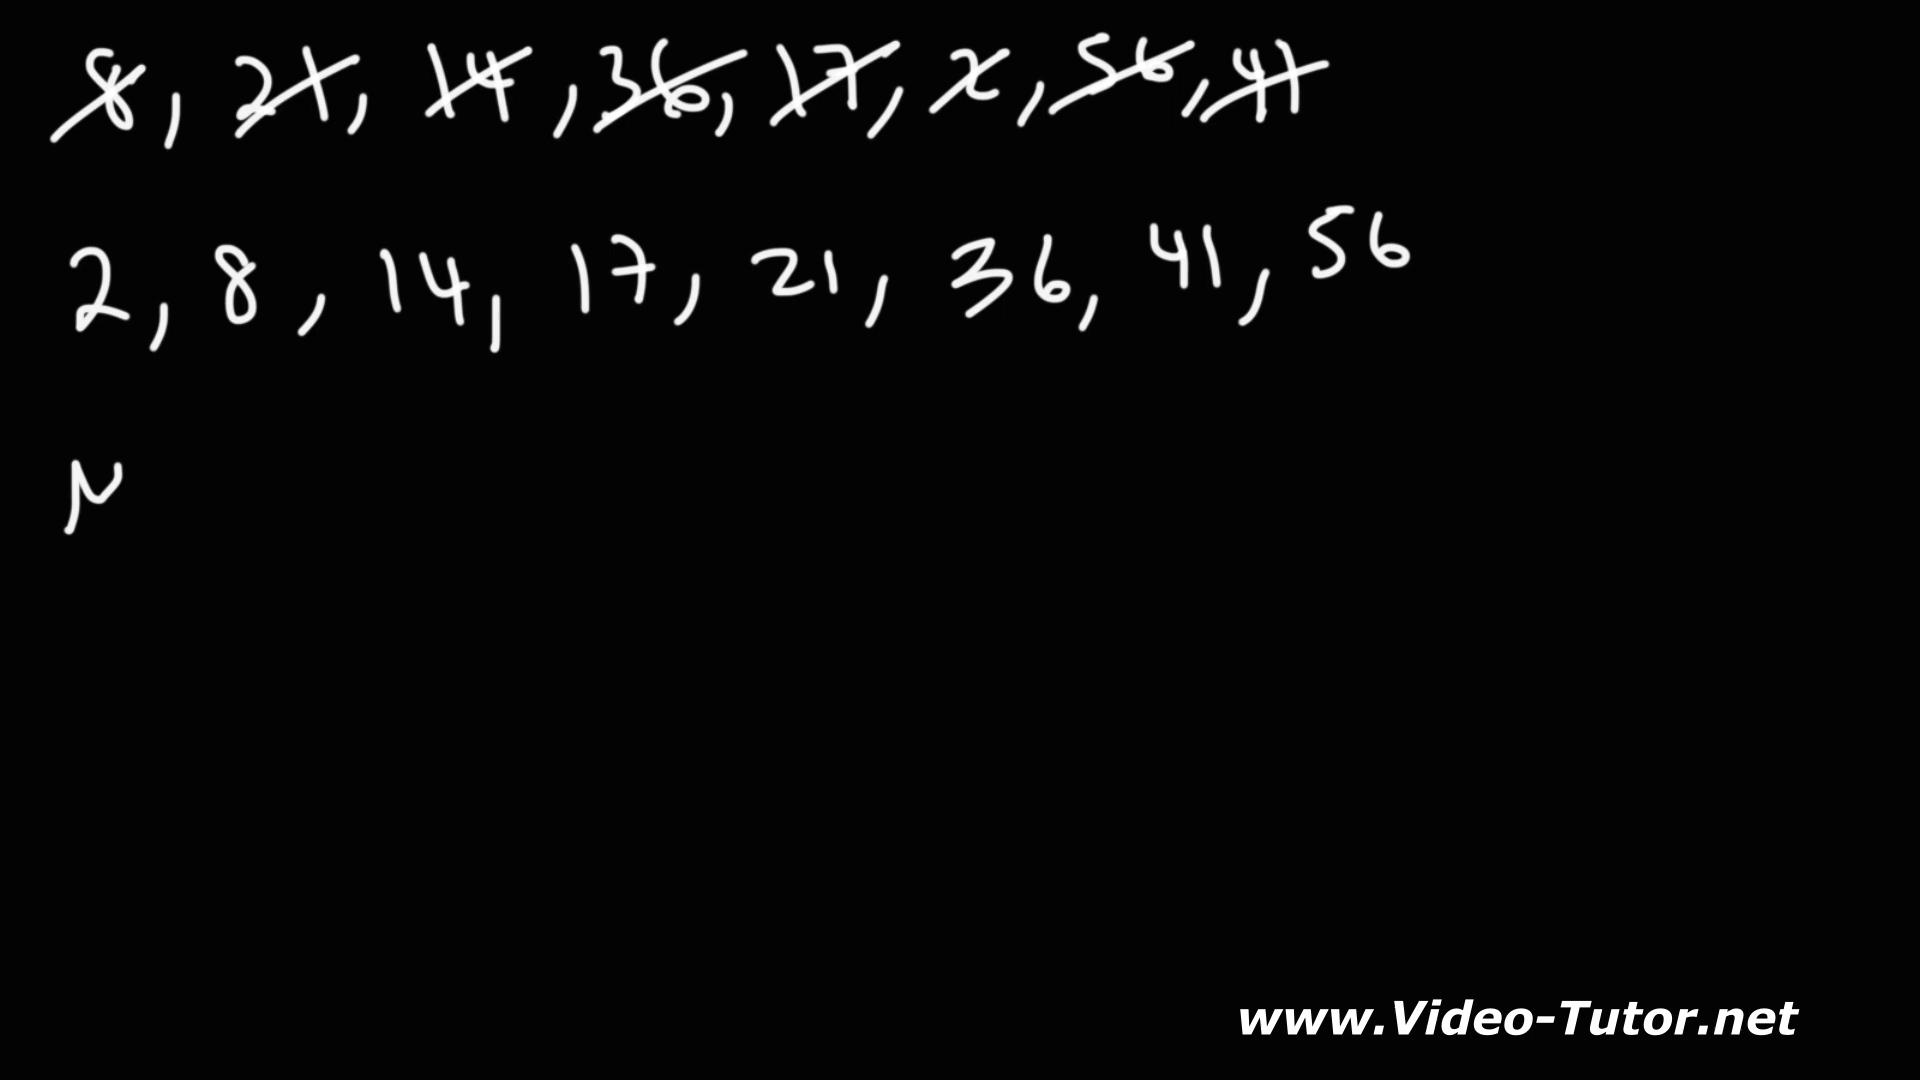 8, 21, 14, 36, 17, 2, 56, 41
2, 8, 14, 17, 21, 36, 41, 56
μ
www.Video-Tutor.net